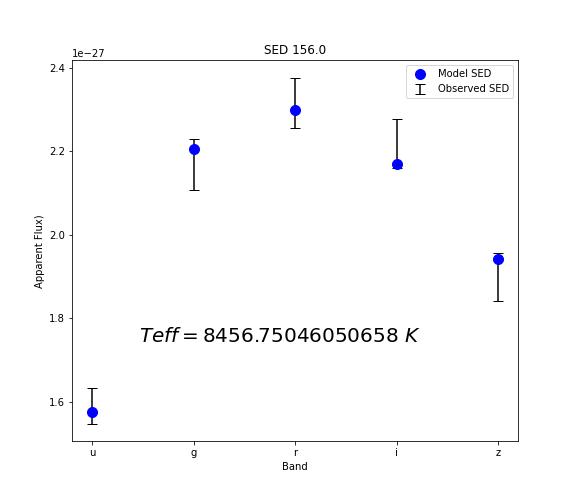 SED 156.0
1e−27
Model SED
Observed SED
2.4
2.2
2.0
1.8
1.6
Apparent Flux)
Teff = 8456.75046050658 K
u g r i z
Band